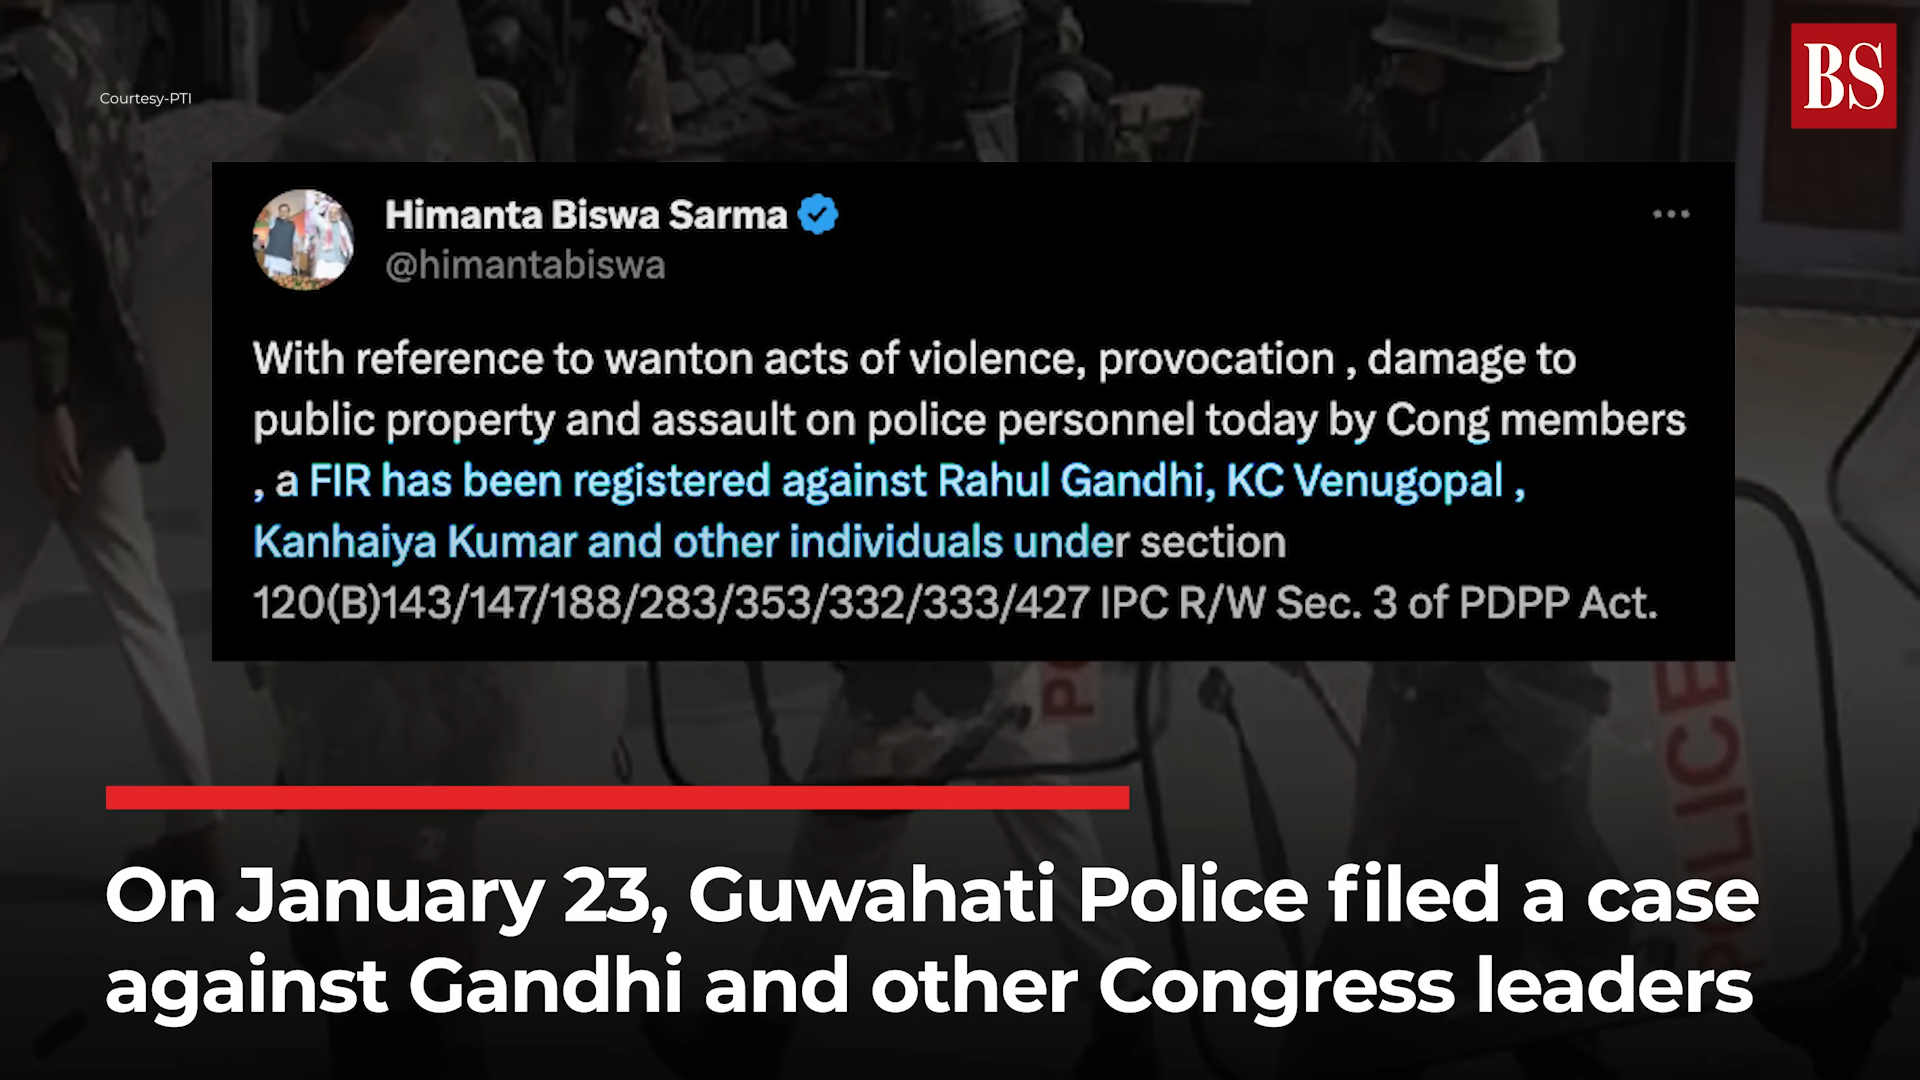 Courtesy-PTI
BS
Himanta Biswa Sarma
@himantabiswa
With reference to wanton acts of violence, provocation , damage to
public property and assault on police personnel today by Cong members
, a FIR has been registered against Rahul Gandhi, KC Venugopal ,
Kanhaiya Kumar and other individuals under section
120(B)143/147/188/283/353/332/333/427 IPC R/W Sec. 3 of PDPP Act.
POLICE
On January 23, Guwahati Police filed a case
against Gandhi and other Congress leaders